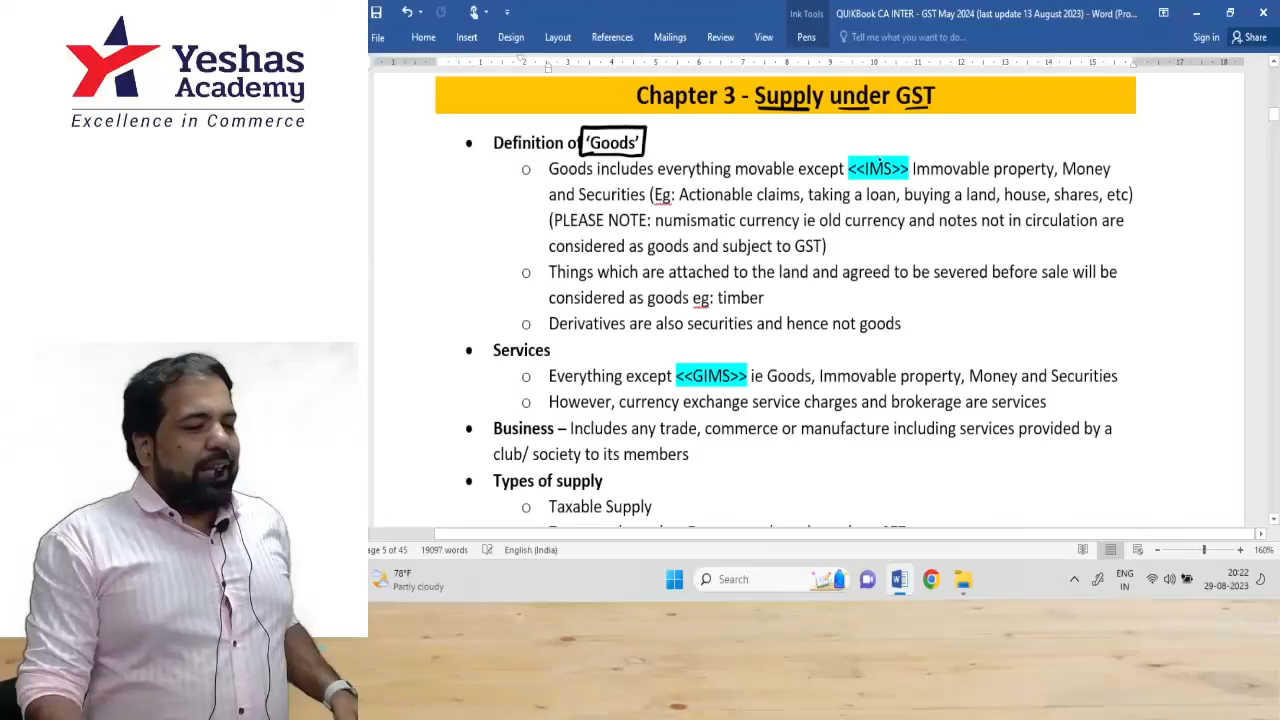 Yeshas
Academy
Excellence in Commerce
Ink Tools
QUIKBook CA INTER - GST May 2024 (last update 13 August 2023) - Word (Pro...
File Home Insert Design Layout References Mailings Review View Pens Tell me what you want to do... Sign in Share
Chapter 3 - Supply under GST
• Definition of 'Goods'
o Goods includes everything movable except <<IMS>> Immovable property, Money
and Securities (Eg: Actionable claims, taking a loan, buying a land, house, shares, etc)
(PLEASE NOTE: numismatic currency ie old currency and notes not in circulation are
considered as goods and subject to GST)
o Things which are attached to the land and agreed to be severed before sale will be
considered as goods eg: timber
o Derivatives are also securities and hence not goods
• Services
o Everything except <<GIMS>> ie Goods, Immovable property, Money and Securities
o However, currency exchange service charges and brokerage are services
• Business – Includes any trade, commerce or manufacture including services provided by a
club/ society to its members
• Types of supply
o Taxable Supply
age 5 of 45 19097 words English (India) 160%
78°F
Partly cloudy
Search
ENG
IN
20:22
29-08-2023